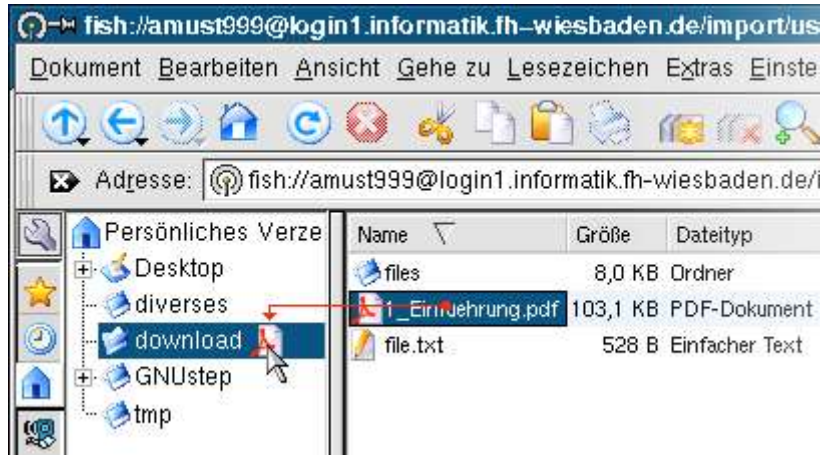 fish://amust999@login1.informatik.fh-wiesbaden.de/import/us
Dokument Bearbeiten Ansicht Gehe zu Lesezeichen Extras Einste
Adresse: fish://amust999@login1.informatik.fh-wiesbaden.de/i
Persönliches Verze
Desktop
diverses
download
GNUstep
tmp
Name Größe Dateityp
files 8,0 KB Ordner
1_Einfuehrung.pdf 103,1 KB PDF-Dokument
file.txt 528 B Einfacher Text